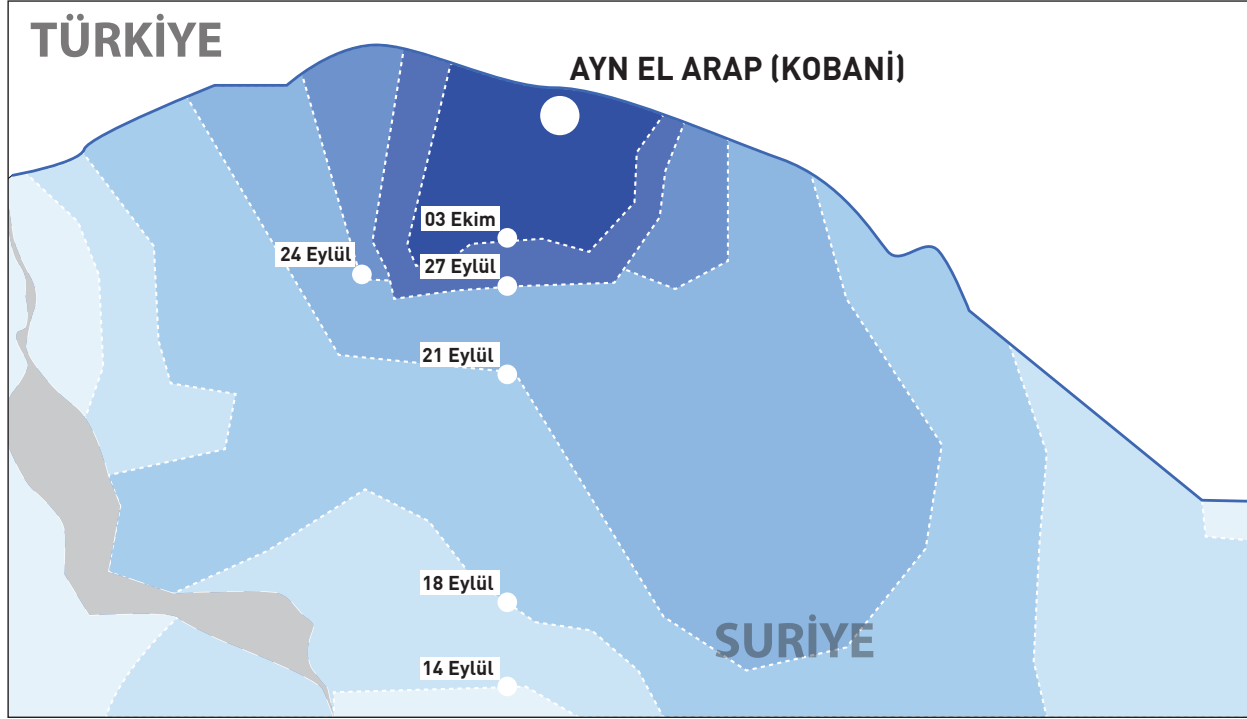 TÜRKİYE
AYN EL ARAP (KOBANİ)
03 Ekim
24 Eylül
27 Eylül
21 Eylül
18 Eylül
SURİYE
14 Eylül